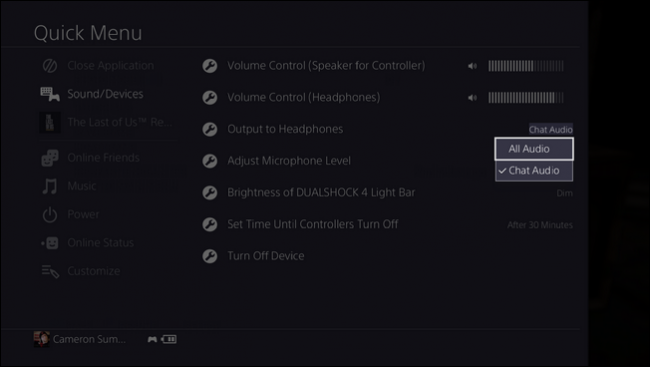 Quick Menu
Close Application
Sound/Devices
The Last of Us™ Re...
Online Friends
Music
Power
Online Status
Customize
Volume Control (Speaker for Controller)
Volume Control (Headphones)
Output to Headphones
Chat Audio
All Audio
Chat Audio
Adjust Microphone Level
Brightness of DUALSHOCK 4 Light Bar
Dim
Set Time Until Controllers Turn Off
After 30 Minutes
Turn Off Device
Cameron Sum...